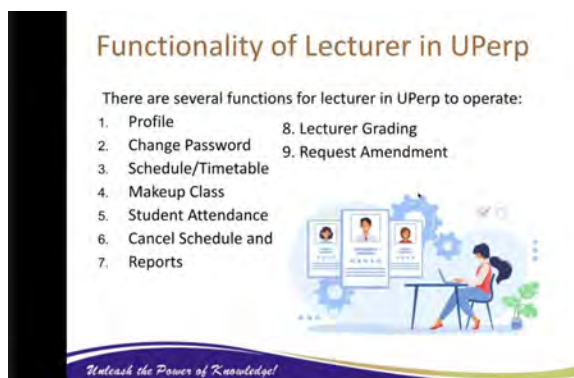 Functionality of Lecturer in UPerp
There are several functions for lecturer in UPerp to operate:
1. Profile
2. Change Password
3. Schedule/Timetable
4. Makeup Class
5. Student Attendance
6. Cancel Schedule and
7. Reports
8. Lecturer Grading
9. Request Amendment
Unleash the Power of Knowledge!